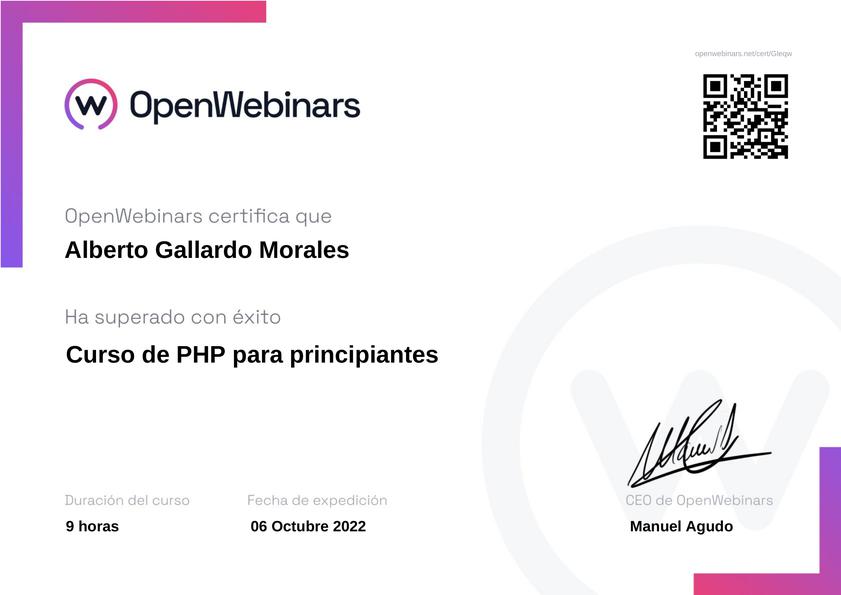 openwebinars.net/cert/Gleqw
OpenWebinars
OpenWebinars certifica que
Alberto Gallardo Morales
Ha superado con éxito
Curso de PHP para principiantes
Duración del curso
Fecha de expedición
CEO de OpenWebinars
9 horas
06 Octubre 2022
Manuel Agudo